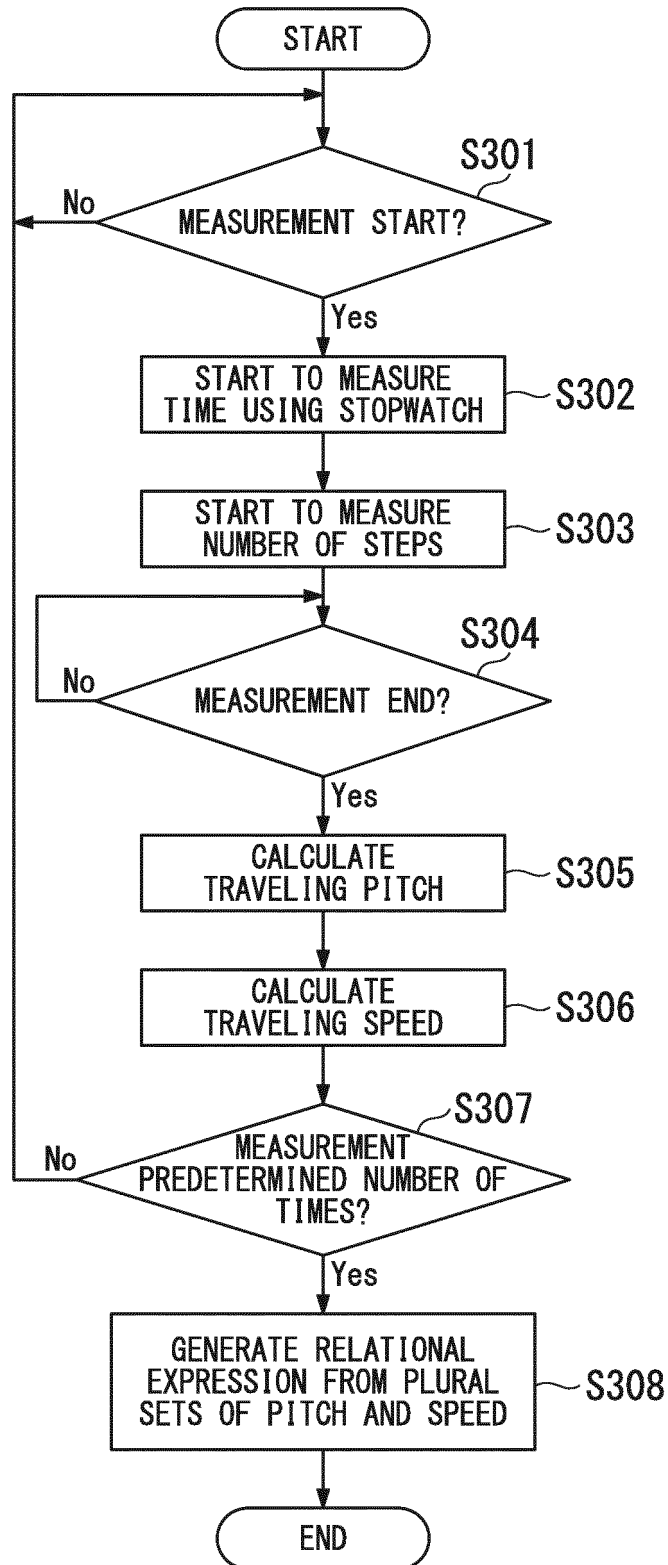 START
S301
No
MEASUREMENT START?
Yes
START TO MEASURE
TIME USING STOPWATCH
S302
START TO MEASURE
NUMBER OF STEPS
S303
S304
No
MEASUREMENT END?
Yes
CALCULATE
TRAVELING PITCH
S305
CALCULATE
TRAVELING SPEED
S306
S307
No
MEASUREMENT
PREDETERMINED NUMBER OF
TIMES?
Yes
GENERATE RELATIONAL
EXPRESSION FROM PLURAL
SETS OF PITCH AND SPEED
S308
END